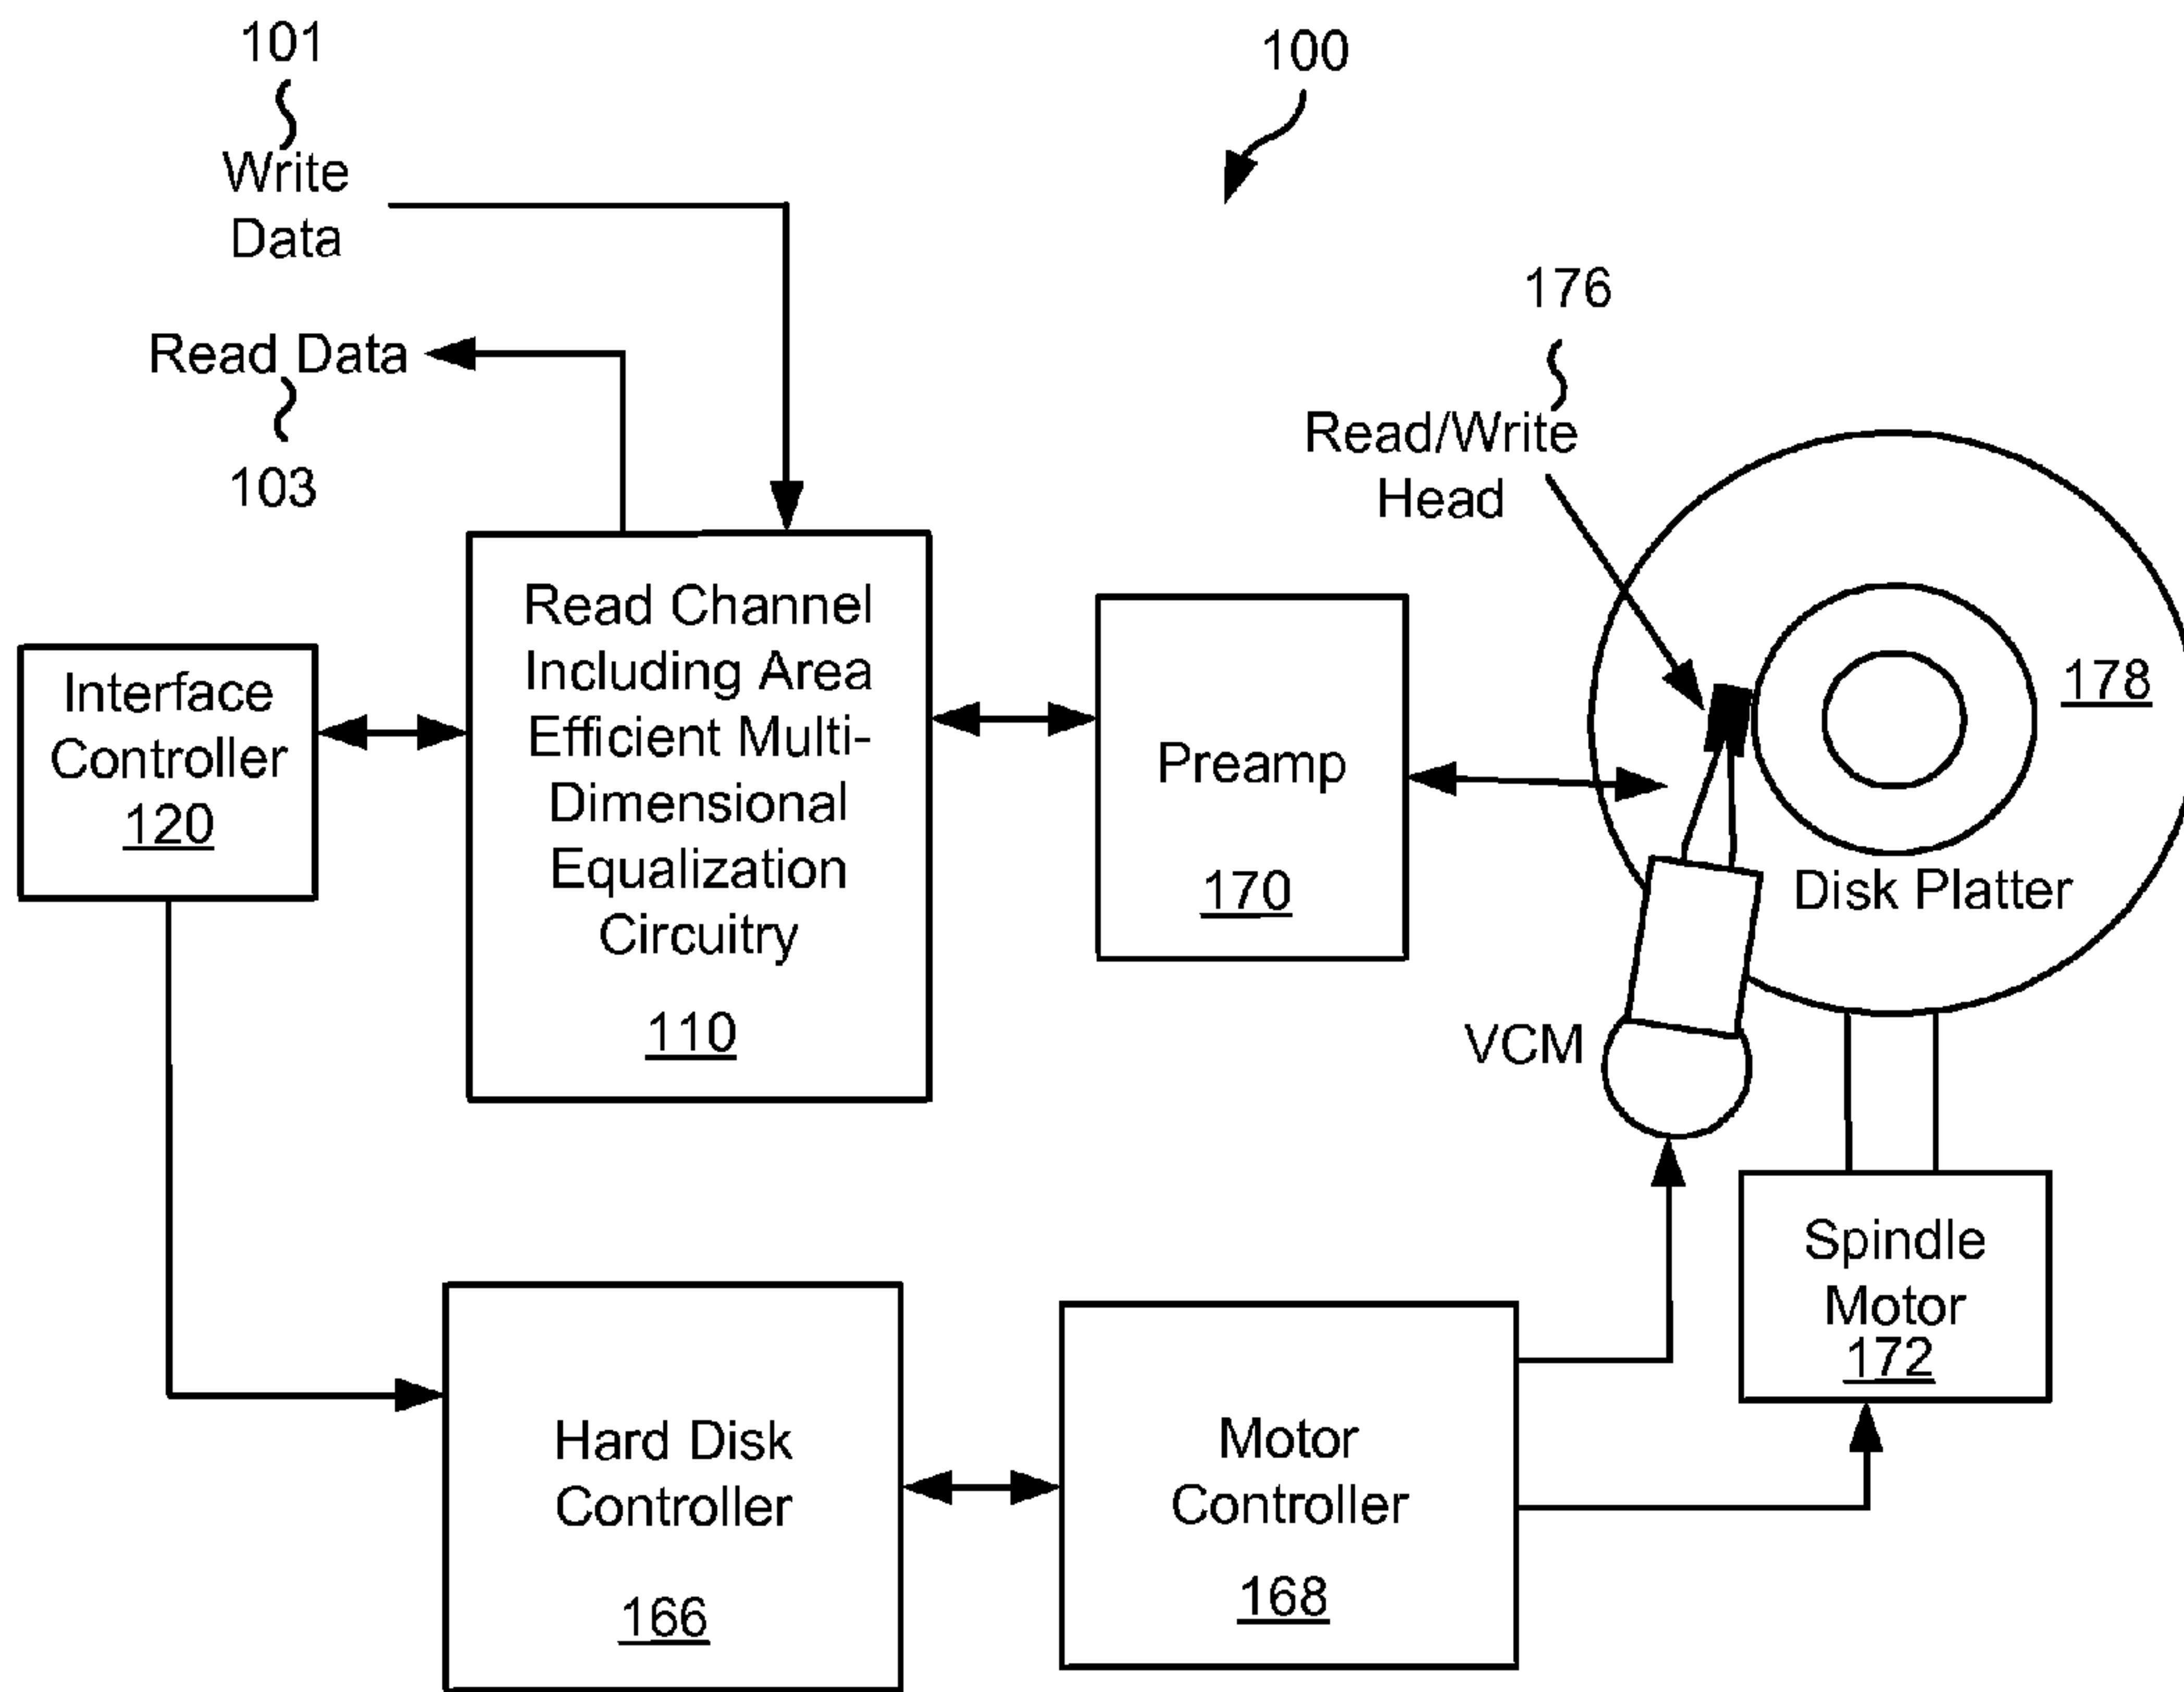 101
Write
Data
100
Read Data
103
176
Read/Write
Head
Interface
Controller
120
Read Channel
Including Area
Efficient Multi-
Dimensional
Equalization
Circuitry
110
Preamp
170
178
Disk Platter
VCM
Spindle
Motor
172
Hard Disk
Controller
166
Motor
Controller
168